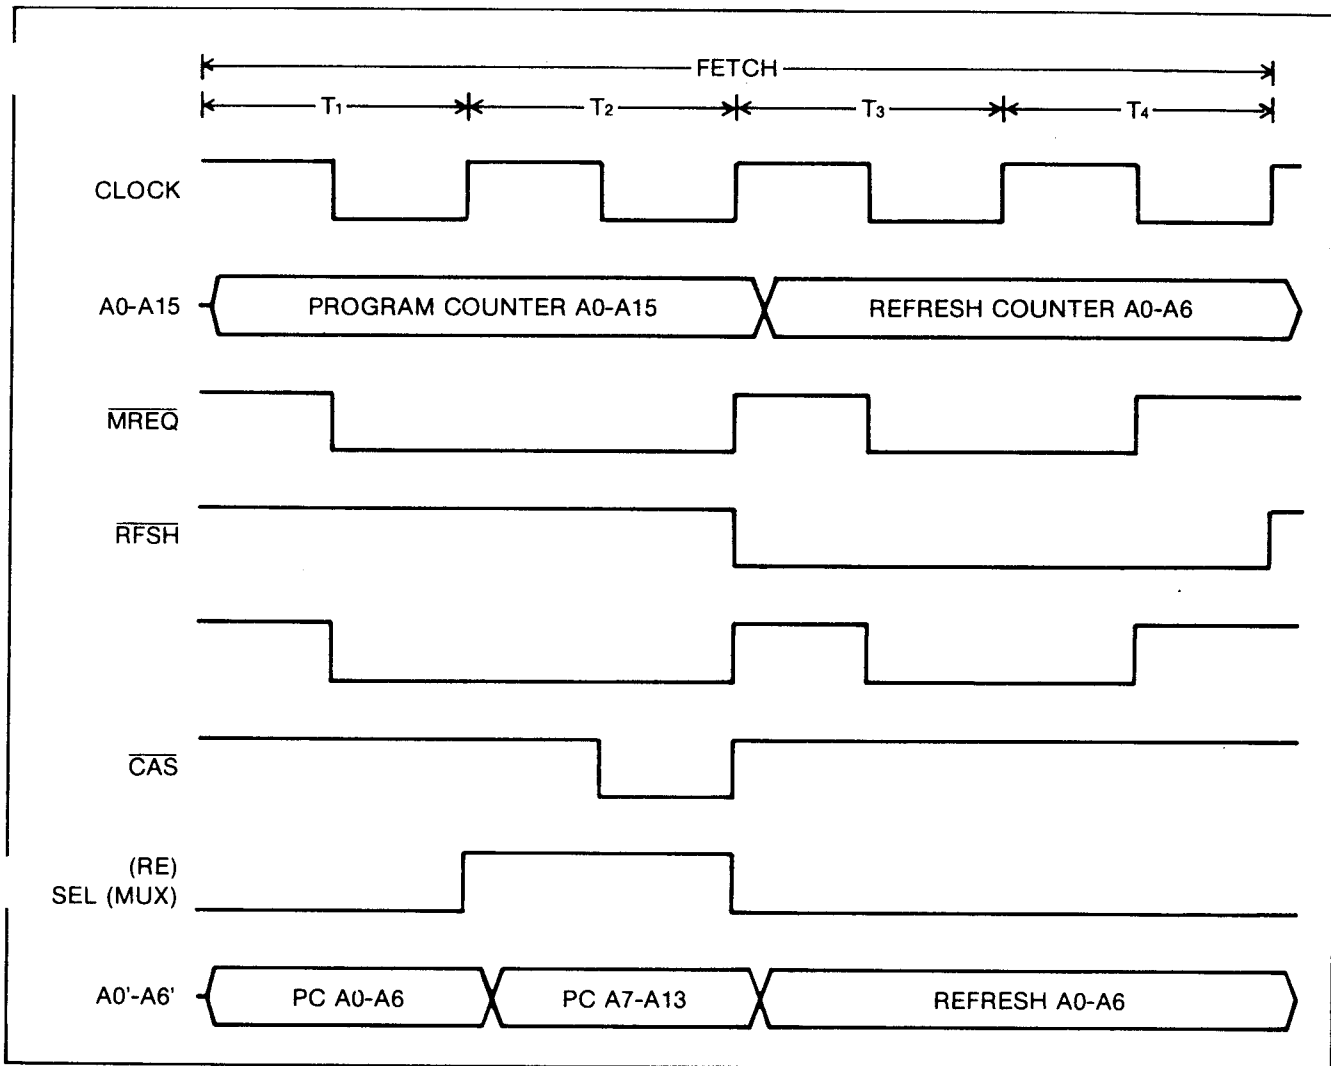 FETCH
T1 T2 T3 T4
CLOCK
A0-A15 PROGRAM COUNTER A0-A15 REFRESH COUNTER A0-A6
MREQ
RFSH
CAS
(RE)
SEL (MUX)
A0'-A6' PC A0-A6 PC A7-A13 REFRESH A0-A6